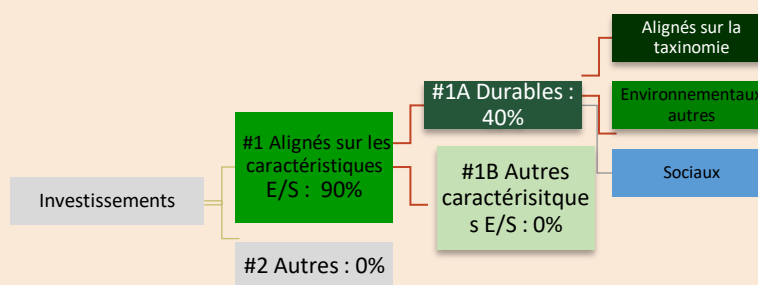 Alignés sur la
taxinomie
#1A Durables :
40%
Environnementaux
autres
#1 Alignés sur les
caractéristiques
E/S : 90%
#1B Autres
caractérisitque
s E/S : 0%
Sociaux
Investissements
#2 Autres : 0%